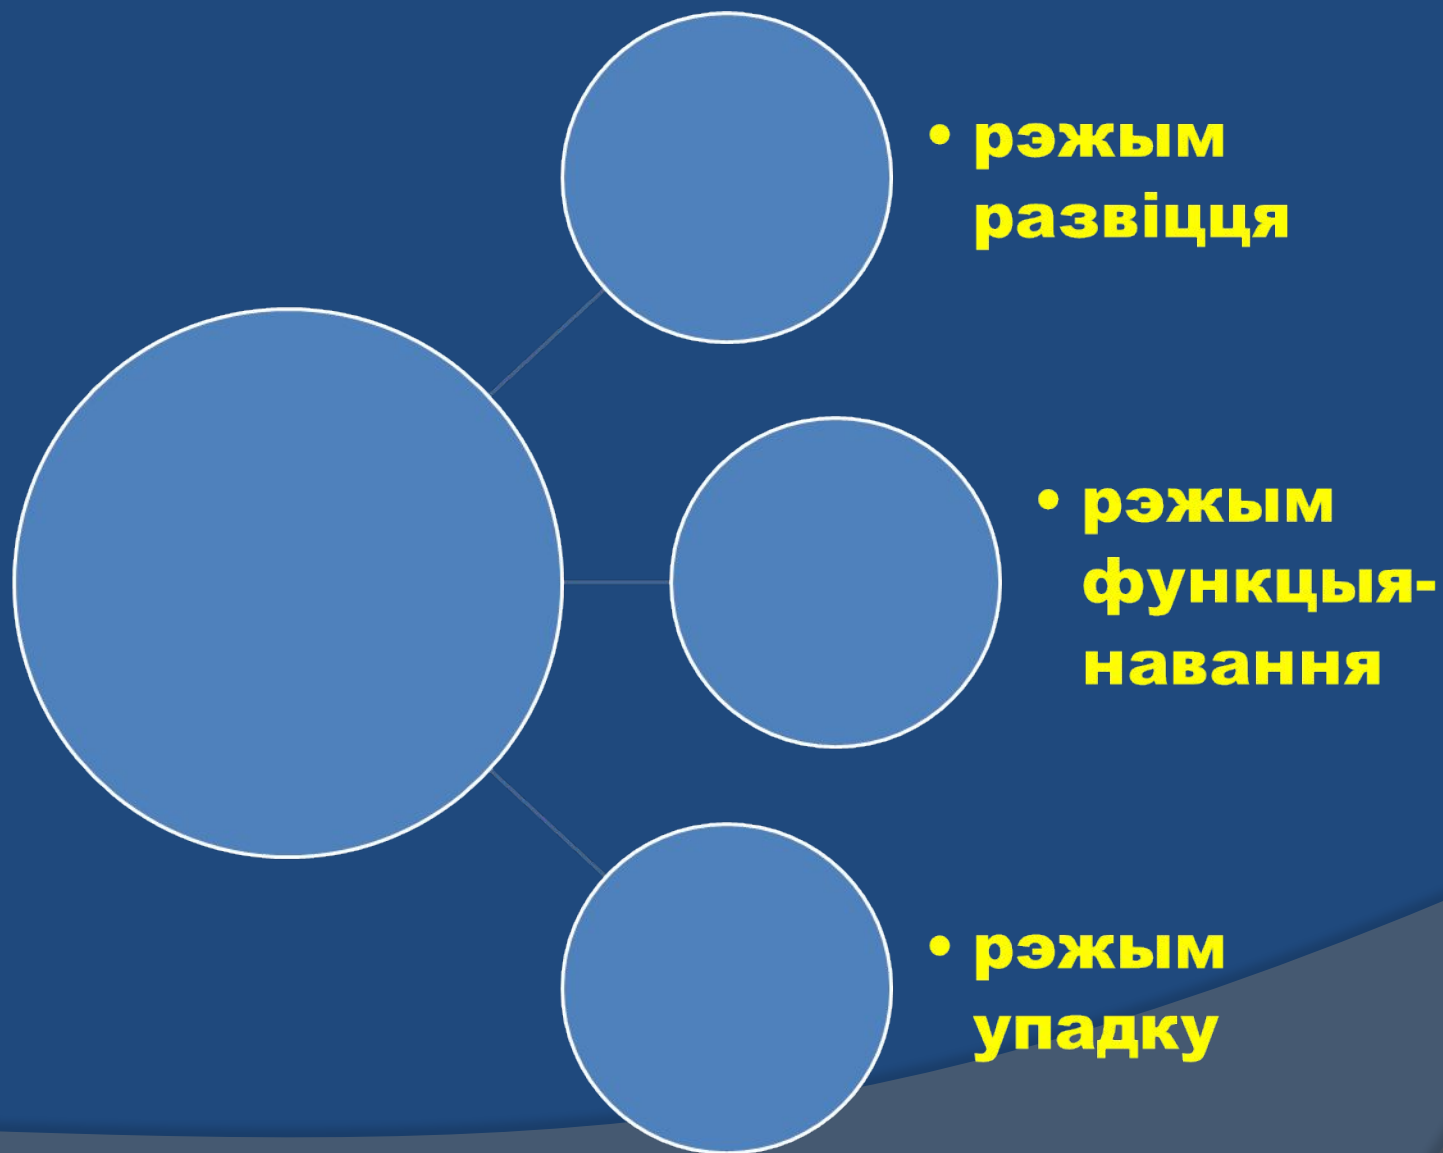 • рэжым
развіцця
• рэжым
функцыя-
навання
• рэжым
упадку